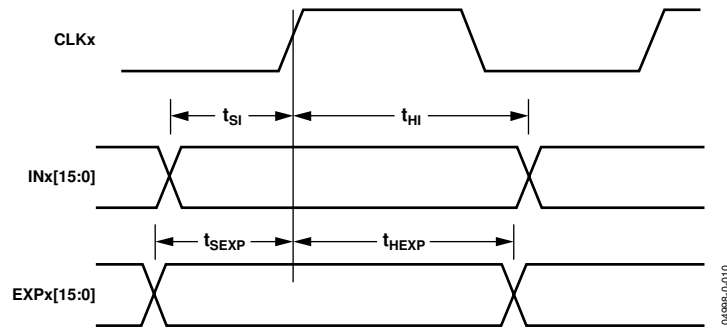 CLKx
tSI
tHI
INx[15:0]
tSEXP
tHEXP
EXPx[15:0]
04998-0-010